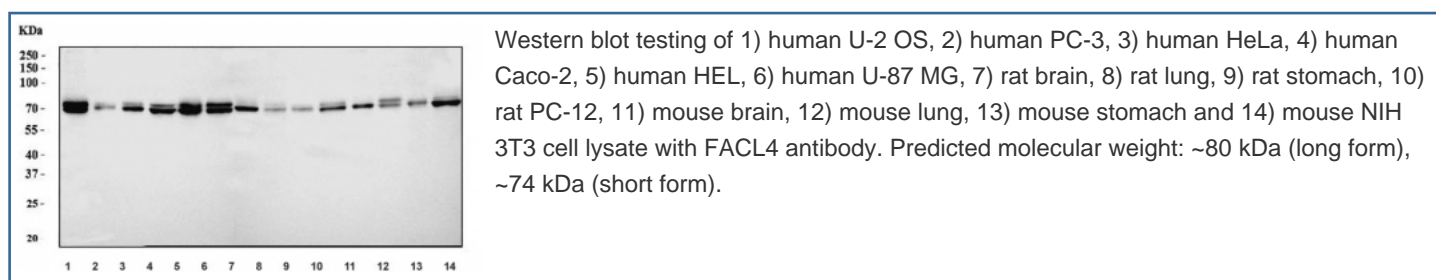 KDa
250 -
150 -
100 -
70 -
55 -
40 -
37 -
25 -
20 -
1 2 3 4 5 6 7 8 9 10 11 12 13 14
Western blot testing of 1) human U-2 OS, 2) human PC-3, 3) human HeLa, 4) human
Caco-2, 5) human HEL, 6) human U-87 MG, 7) rat brain, 8) rat lung, 9) rat stomach, 10)
rat PC-12, 11) mouse brain, 12) mouse lung, 13) mouse stomach and 14) mouse NIH
3T3 cell lysate with FACL4 antibody. Predicted molecular weight: ~80 kDa (long form),
~74 kDa (short form).